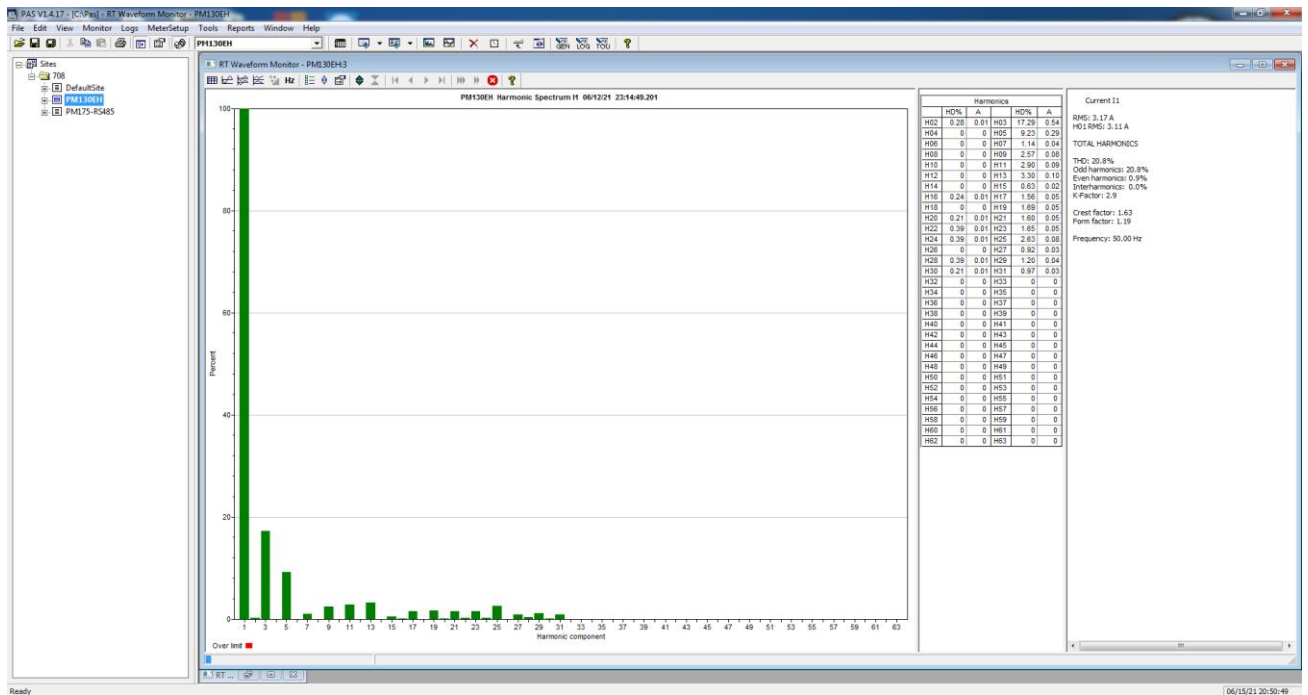 PAS V1.4.17 - [C:\Pas] - RT Waveform Monitor - PM130EH
File Edit View Monitor Logs MeterSetup Tools Reports Window Help
PM130EH
GEN LOG TOU
Sites
708
DefaultSite
PM130EH
PM175-RS485
RT Waveform Monitor - PM130EH:3
Hz
PM130EH Harmonic Spectrum I1 06/12/21 23:14:49.201
100
80
60
40
20
0
Percent
1 3 5 7 9 11 13 15 17 19 21 23 25 27 29 31 33 35 37 39 41 43 45 47 49 51 53 55 57 59 61 63
Harmonic component
Over limit
Harmonics
HD% A HD% A
H02 0.28 0.01 H03 17.29 0.54
H04 0 0 H05 9.23 0.29
H06 0 0 H07 1.14 0.04
H08 0 0 H09 2.57 0.08
H10 0 0 H11 2.90 0.09
H12 0 0 H13 3.30 0.10
H14 0 0 H15 0.63 0.02
H16 0.24 0.01 H17 1.56 0.05
H18 0 0 H19 1.69 0.05
H20 0.21 0.01 H21 1.60 0.05
H22 0.39 0.01 H23 1.65 0.05
H24 0.39 0.01 H25 2.63 0.08
H26 0 0 H27 0.92 0.03
H28 0.39 0.01 H29 1.20 0.04
H30 0.21 0.01 H31 0.97 0.03
H32 0 0 H33 0 0
H34 0 0 H35 0 0
H36 0 0 H37 0 0
H38 0 0 H39 0 0
H40 0 0 H41 0 0
H42 0 0 H43 0 0
H44 0 0 H45 0 0
H46 0 0 H47 0 0
H48 0 0 H49 0 0
H50 0 0 H51 0 0
H52 0 0 H53 0 0
H54 0 0 H55 0 0
H56 0 0 H57 0 0
H58 0 0 H59 0 0
H60 0 0 H61 0 0
H62 0 0 H63 0 0
Current I1
RMS: 3.17 A
H01 RMS: 3.11 A
TOTAL HARMONICS
THD: 20.8%
Odd harmonics: 20.8%
Even harmonics: 0.9%
Interharmonics: 0.0%
K-Factor: 2.9
Crest factor: 1.63
Form factor: 1.19
Frequency: 50.00 Hz
RT ...
Ready
06/15/21 20:50:49